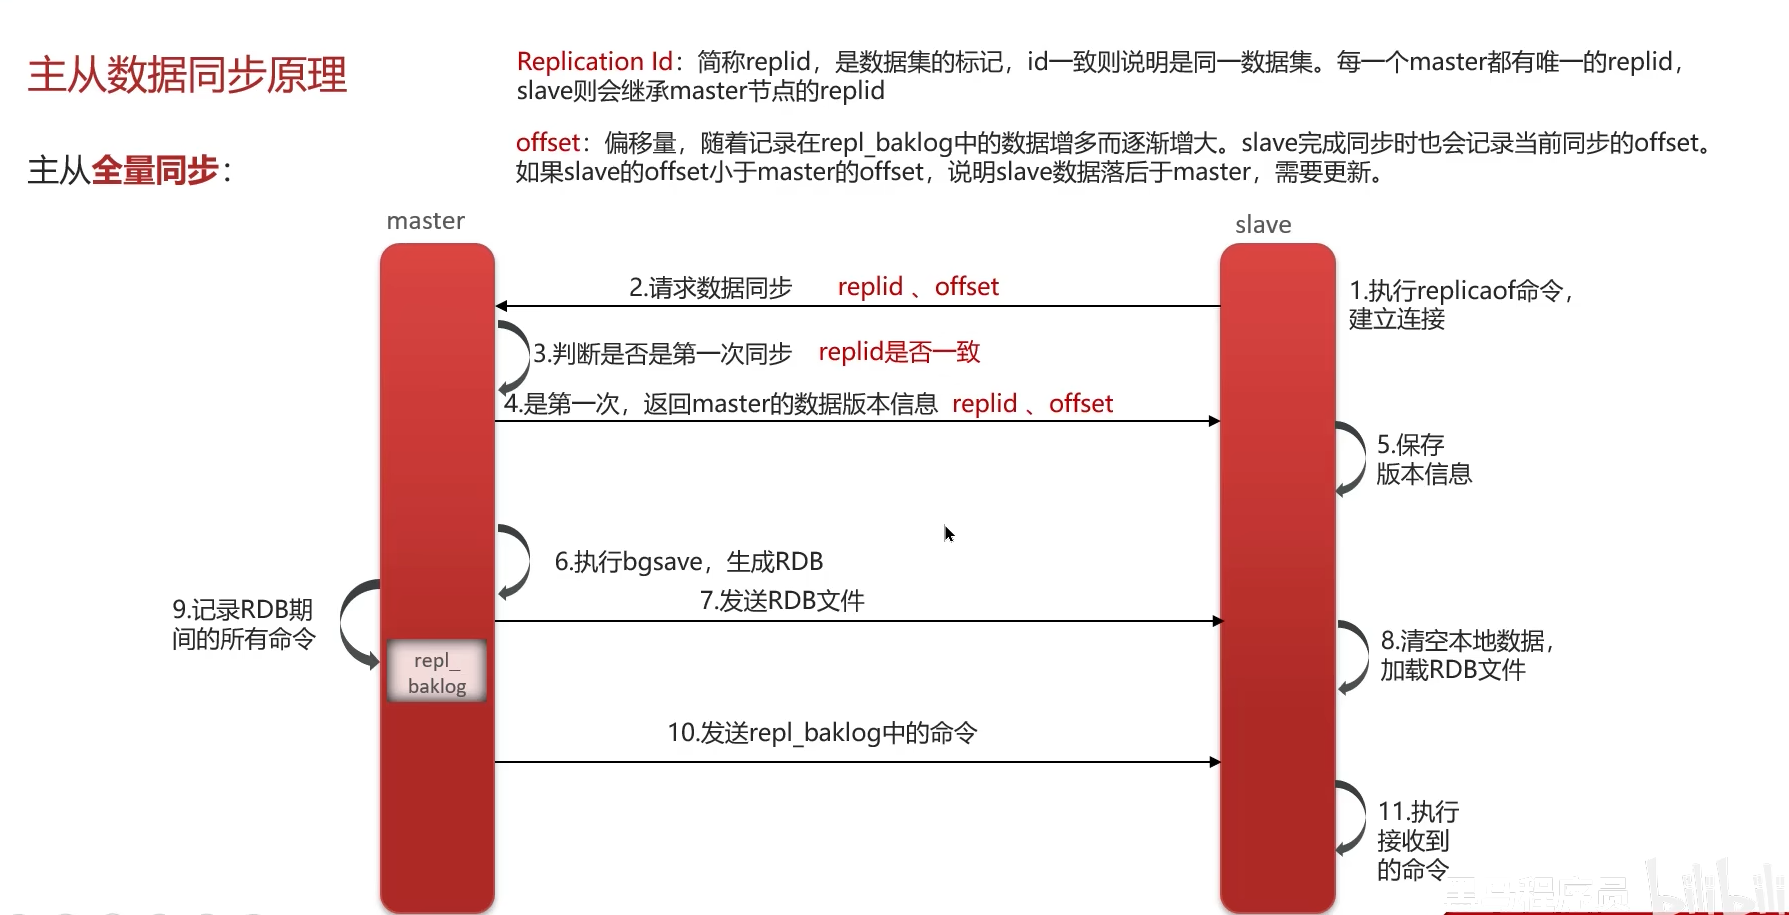 主从数据同步原理
Replication Id：简称replid，是数据集的标记，id一致则说明是同一数据集。每一个master都有唯一的replid，
slave则会继承master节点的replid
offset：偏移量，随着记录在repl_baklog中的数据增多而逐渐增大。slave完成同步时也会记录当前同步的offset。
如果slave的offset小于master的offset，说明slave数据落后于master，需要更新。
主从全量同步：
master
slave
1.执行replicaof命令，
建立连接
2.请求数据同步 replid 、offset
3.判断是否是第一次同步 replid是否一致
4.是第一次，返回master的数据版本信息 replid 、offset
5.保存
版本信息
6.执行bgsave，生成RDB
7.发送RDB文件
8.清空本地数据，
加载RDB文件
9.记录RDB期
间的所有命令
repl_
baklog
10.发送repl_baklog中的命令
11.执行
接收到
的命令
黑马程序员
bilibili